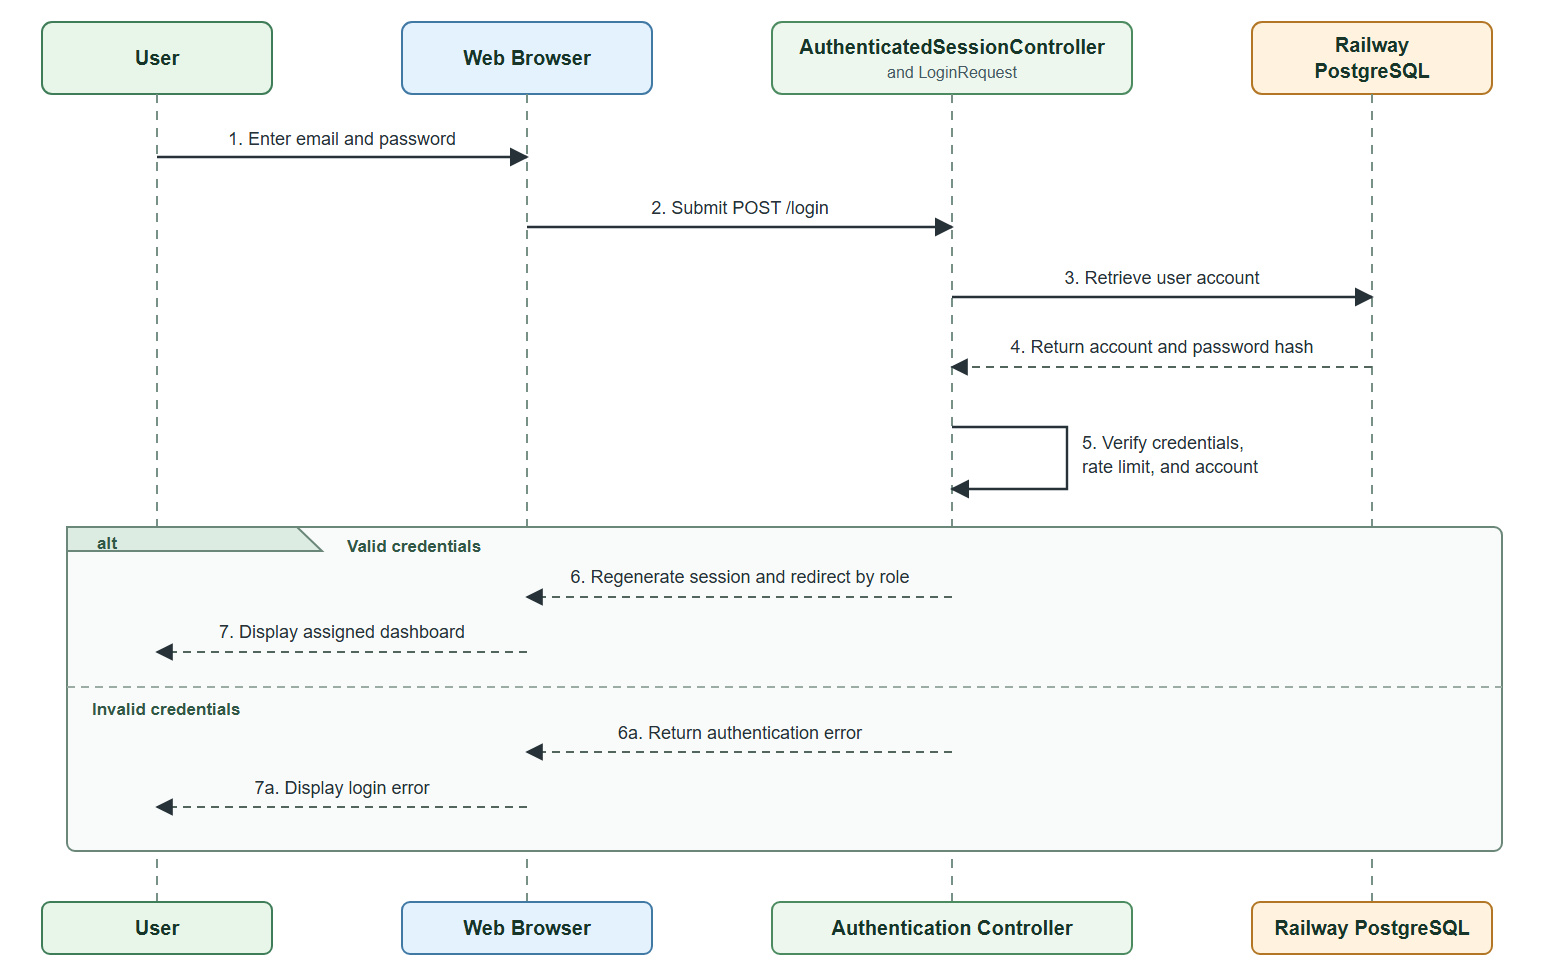 User
Web Browser
AuthenticatedSessionController
and LoginRequest
Railway
PostgreSQL
1. Enter email and password
2. Submit POST /login
3. Retrieve user account
4. Return account and password hash
5. Verify credentials,
rate limit, and account
alt
Valid credentials
6. Regenerate session and redirect by role
7. Display assigned dashboard
Invalid credentials
6a. Return authentication error
7a. Display login error
User
Web Browser
Authentication Controller
Railway PostgreSQL